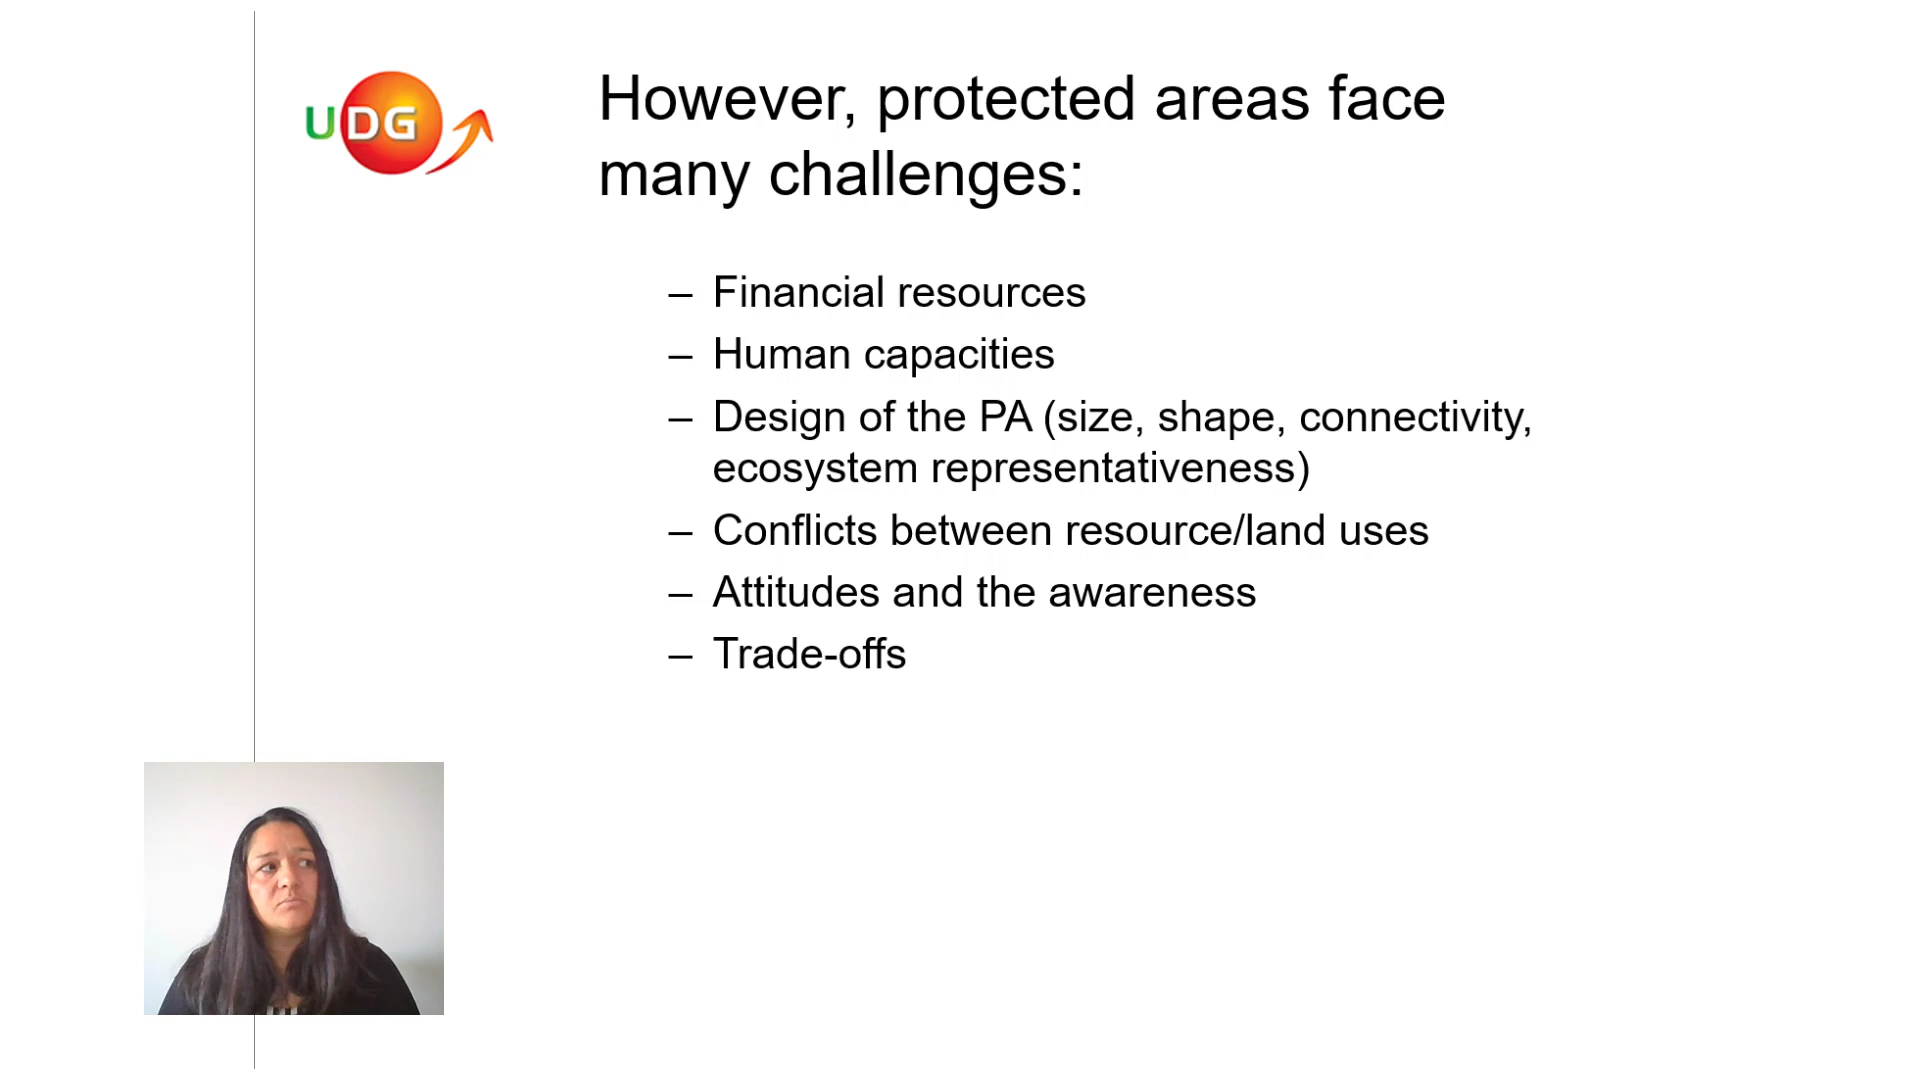 UDG
However, protected areas face
many challenges:
– Financial resources
– Human capacities
– Design of the PA (size, shape, connectivity,
ecosystem representativeness)
– Conflicts between resource/land uses
– Attitudes and the awareness
– Trade-offs